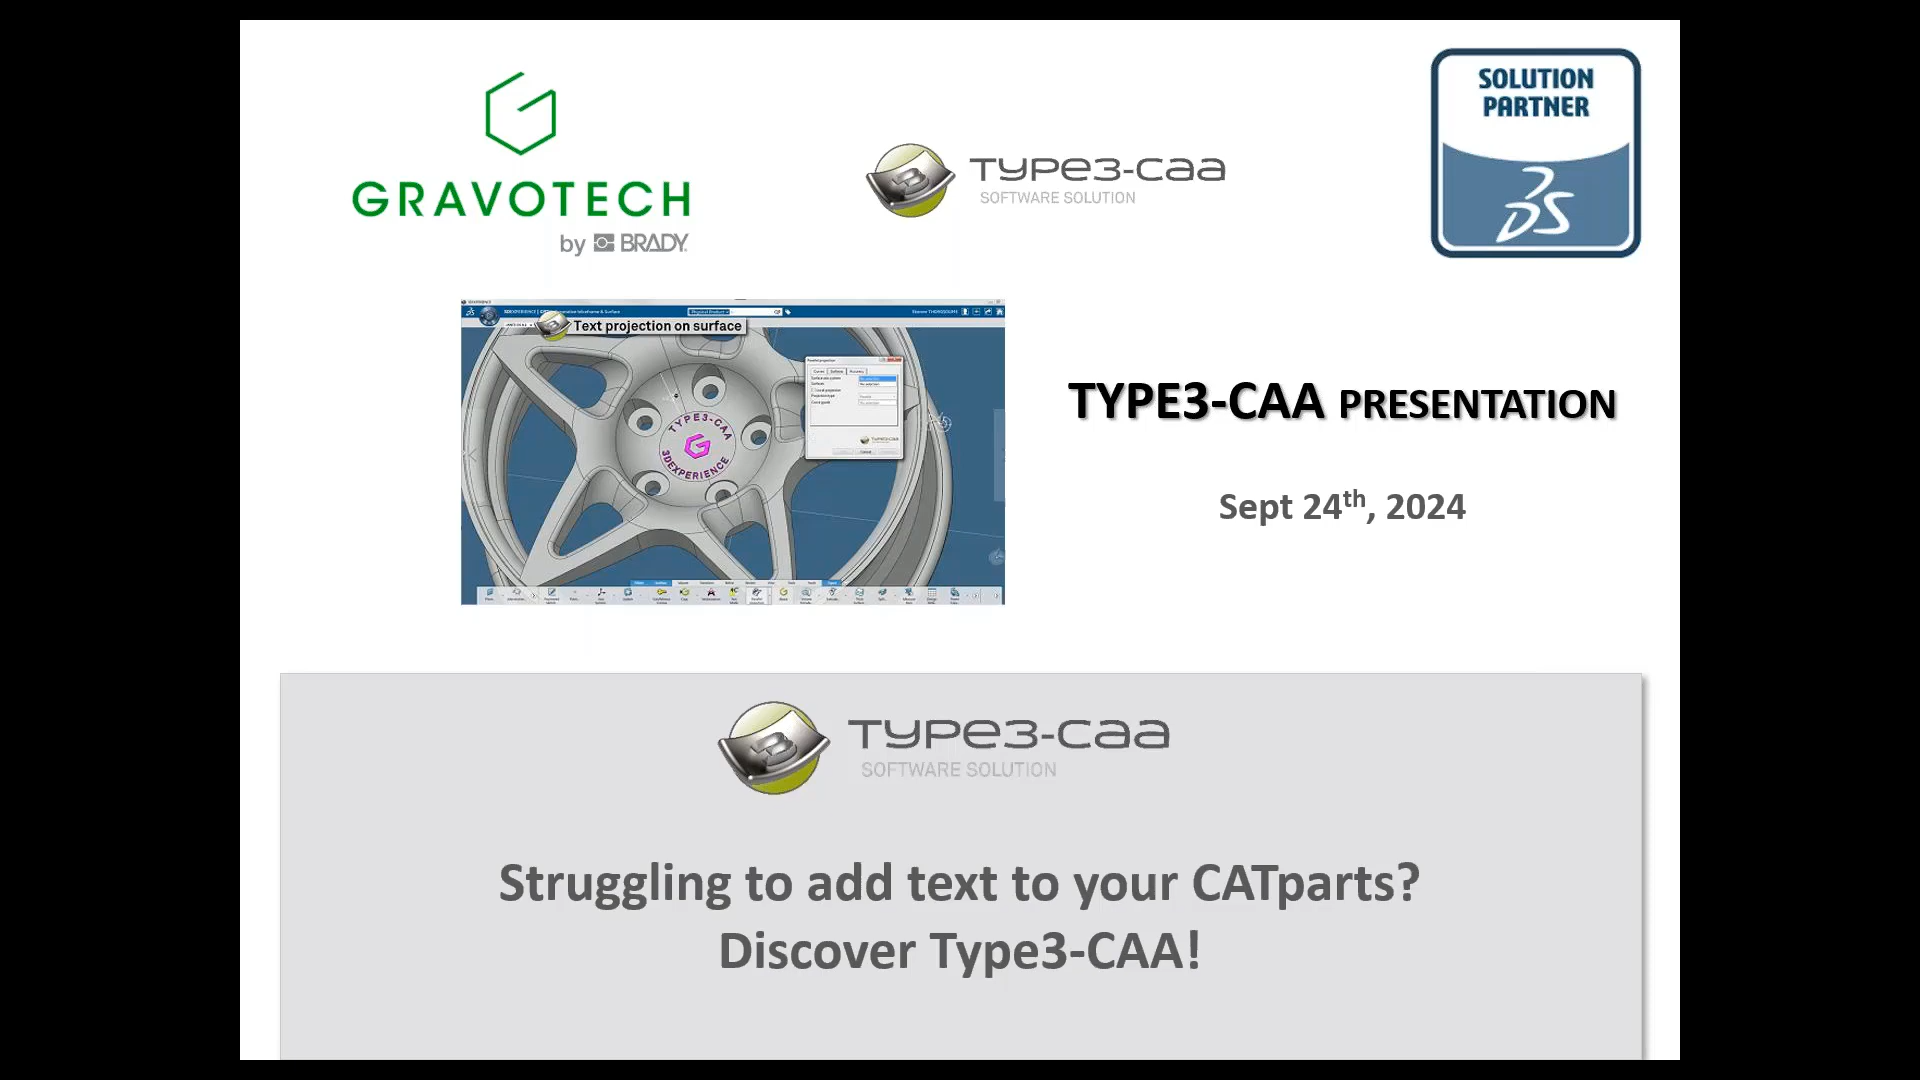 GRAVOTECH
by BRADY
TYPE3-CAA
SOFTWARE SOLUTION
SOLUTION
PARTNER
3DS
Text projection on surface
TYPE3-CAA
3DEXPERIENCE
TYPE3-CAA PRESENTATION
Sept 24th, 2024
TYPE3-CAA
SOFTWARE SOLUTION
Struggling to add text to your CATparts?
Discover Type3-CAA!